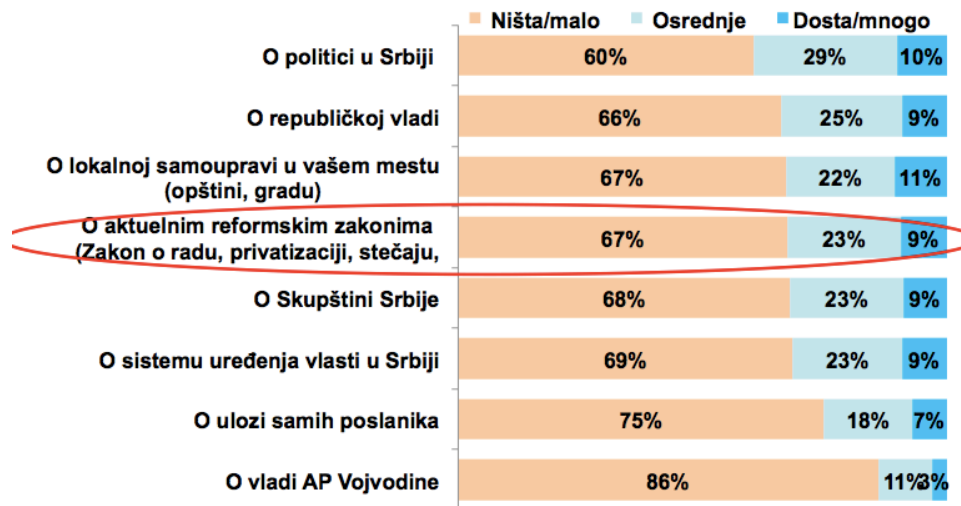 Ništa/malo Osrednje Dosta/mnogo
O politici u Srbiji 60% 29% 10%
O republičkoj vladi 66% 25% 9%
O lokalnoj samoupravi u vašem mestu
(opštini, gradu) 67% 22% 11%
O aktuelnim reformskim zakonima
(Zakon o radu, privatizaciji, stečaju, 67% 23% 9%
O Skupštini Srbije 68% 23% 9%
O sistemu uređenja vlasti u Srbiji 69% 23% 9%
O ulozi samih poslanika 75% 18% 7%
O vladi AP Vojvodine 86% 11% 3%